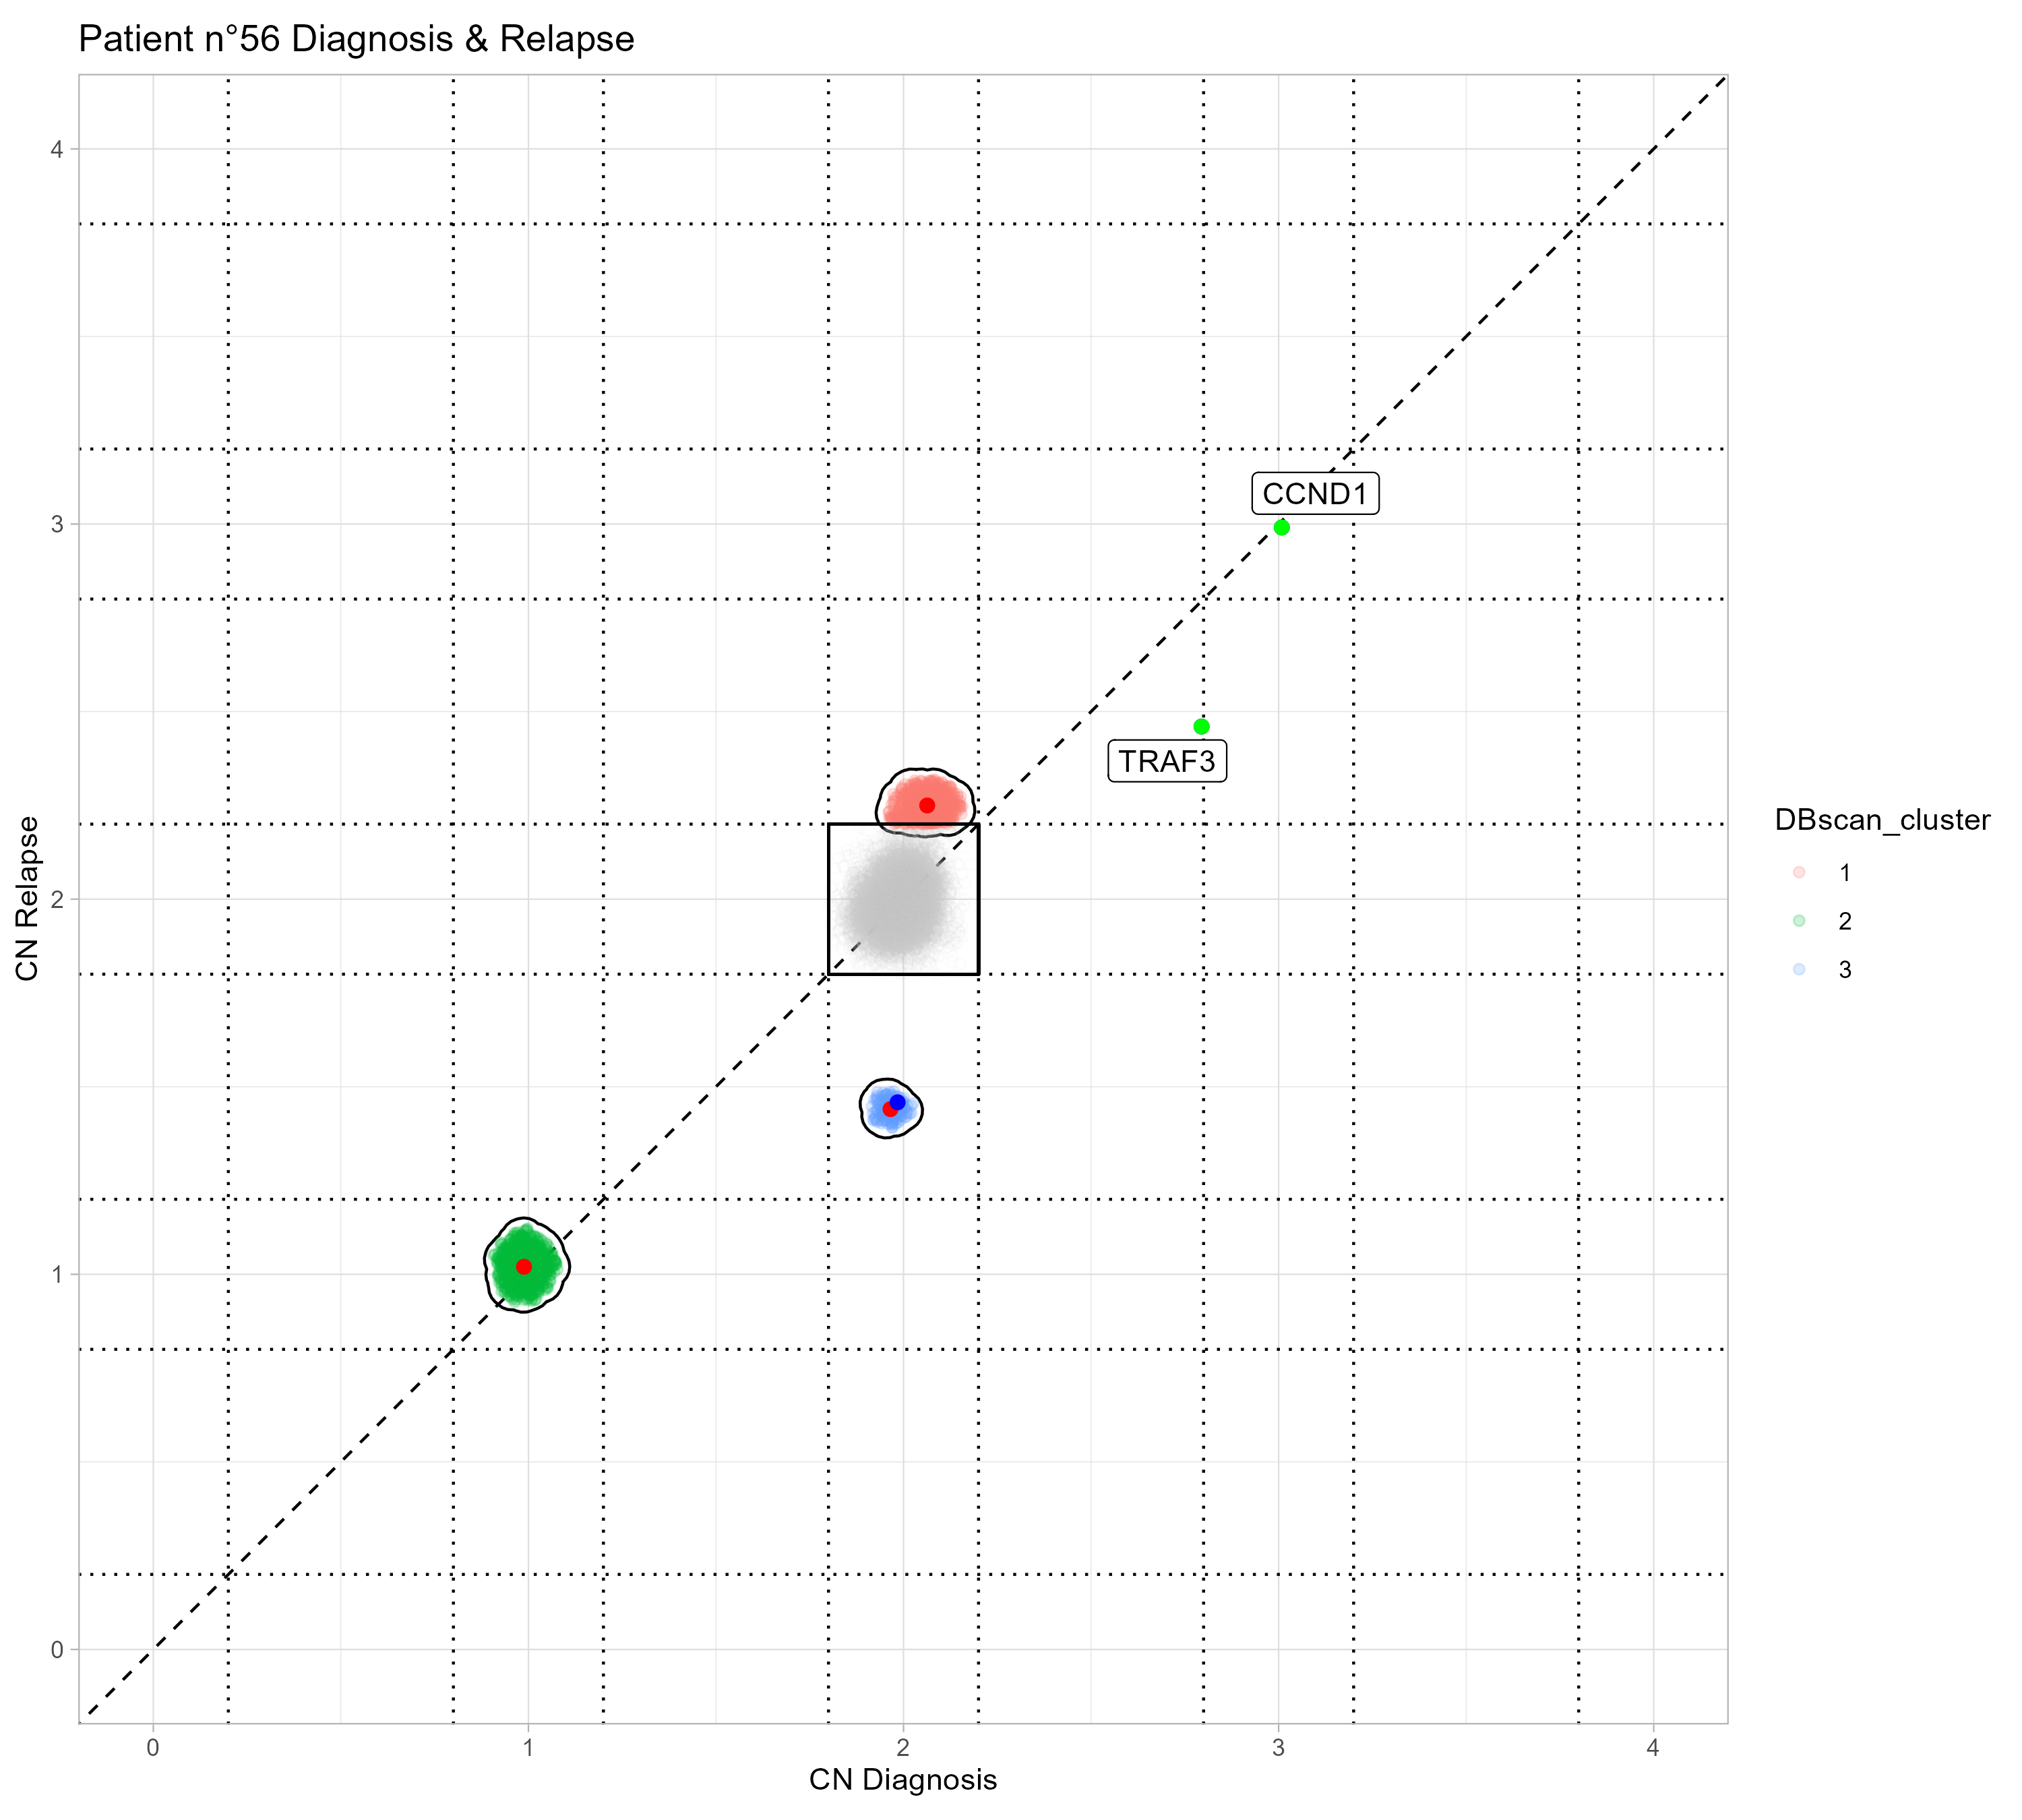 Patient n°56 Diagnosis & Relapse
4
3
2
1
0
CN Relapse
CCND1
TRAF3
0 1 2 3 4
CN Diagnosis
DBscan_cluster
1
2
3